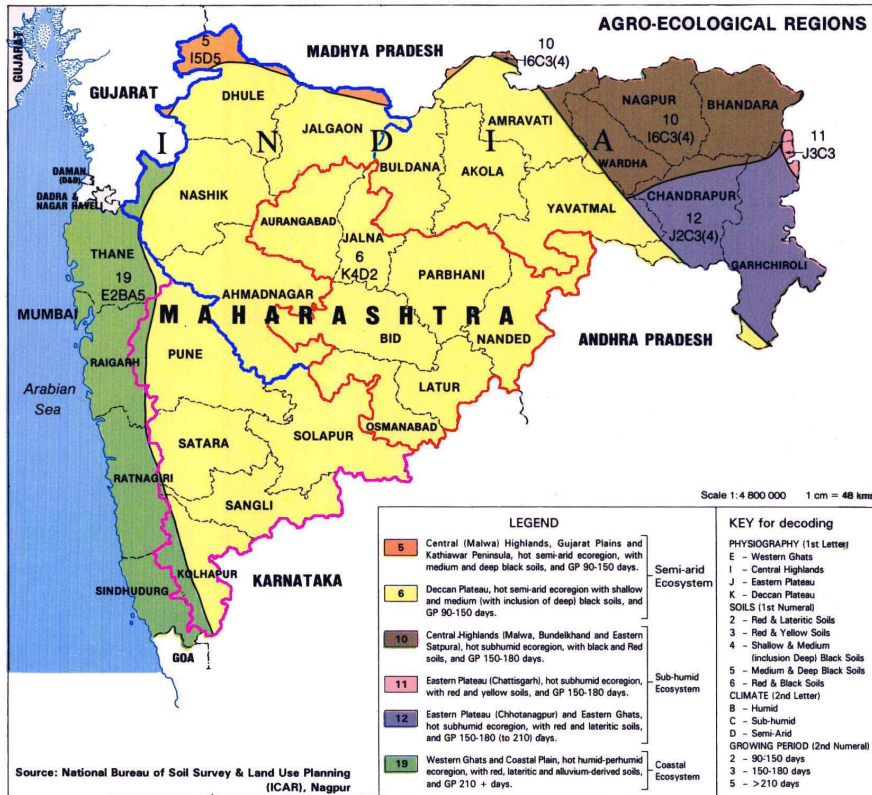 AGRO-ECOLOGICAL REGIONS
GUJARAT
5
I5D5
MADHYA PRADESH
10
I6C3(4)
GUJARAT
DHULE
NAGPUR
BHANDARA
10
I6C3(4)
JALGAON
AMRAVATI
11
J3C3
I N D I A
BULDANA
AKOLA
WARDHA
DAMAN
(D&D)
DADRA &
NAGAR HAVELI
NASHIK
CHANDRAPUR
12
J2C3(4)
YAVATMAL
AURANGABAD
JALNA
6
K4D2
THANE
19
E2BA5
PARBHANI
GARHCHIROLI
AHMADNAGAR
MUMBAI
MAHARASHTRA
ANDHRA PRADESH
BID
NANDED
PUNE
RAIGARH
Arabian
Sea
LATUR
OSMANABAD
SOLAPUR
SATARA
RATNAGIRI
SANGLI
KOLHAPUR
KARNATAKA
SINDHUDURG
GOA
Scale 1:4 800 000 1 cm = 48 kms
LEGEND
5 Central (Malwa) Highlands, Gujarat Plains and
Kathiawar Peninsula, hot semi-arid ecoregion, with
medium and deep black soils, and GP 90-150 days.
6 Deccan Plateau, hot semi-arid ecoregion with shallow
and medium (with inclusion of deep) black soils, and
GP 90-150 days.
Semi-arid
Ecosystem
10 Central Highlands (Malwa, Bundelkhand and Eastern
Satpura), hot subhumid ecoregion, with black and Red
soils, and GP 150-180 days.
11 Eastern Plateau (Chattisgarh), hot subhumid ecoregion,
with red and yellow soils, and GP 150-180 days.
12 Eastern Plateau (Chhotanagpur) and Eastern Ghats,
hot subhumid ecoregion, with red and lateritic soils,
and GP 150-180 (to 210) days.
Sub-humid
Ecosystem
19 Western Ghats and Coastal Plain, hot humid-perhumid
ecoregion, with red, lateritic and alluvium-derived soils,
and GP 210 + days.
Coastal
Ecosystem
KEY for decoding
PHYSIOGRAPHY (1st Letter)
E - Western Ghats
I - Central Highlands
J - Eastern Plateau
K - Deccan Plateau
SOILS (1st Numeral)
2 - Red & Lateritic Soils
3 - Red & Yellow Soils
4 - Shallow & Medium
(inclusion Deep) Black Soils
5 - Medium & Deep Black Soils
6 - Red & Black Soils
CLIMATE (2nd Letter)
B - Humid
C - Sub-humid
D - Semi-Arid
GROWING PERIOD (2nd Numeral)
2 - 90-150 days
3 - 150-180 days
5 - >210 days
Source: National Bureau of Soil Survey & Land Use Planning
(ICAR), Nagpur